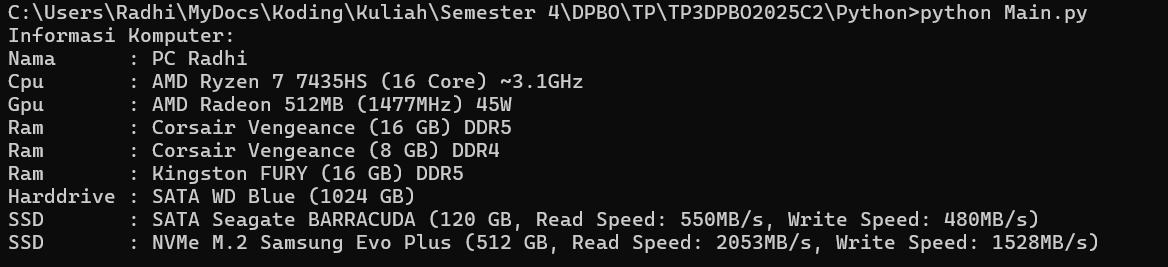 C:\Users\Radhi\MyDocs\Koding\Kuliah\Semester 4\DPBO\TP\TP3DPBO2025C2\Python>python Main.py
Informasi Komputer:
Nama       : PC Radhi
Cpu        : AMD Ryzen 7 7435HS (16 Core) ~3.1GHz
Gpu        : AMD Radeon 512MB (1477MHz) 45W
Ram        : Corsair Vengeance (16 GB) DDR5
Ram        : Corsair Vengeance (8 GB) DDR4
Ram        : Kingston FURY (16 GB) DDR5
Harddrive : SATA WD Blue (1024 GB)
SSD        : SATA Seagate BARRACUDA (120 GB, Read Speed: 550MB/s, Write Speed: 480MB/s)
SSD        : NVMe M.2 Samsung Evo Plus (512 GB, Read Speed: 2053MB/s, Write Speed: 1528MB/s)